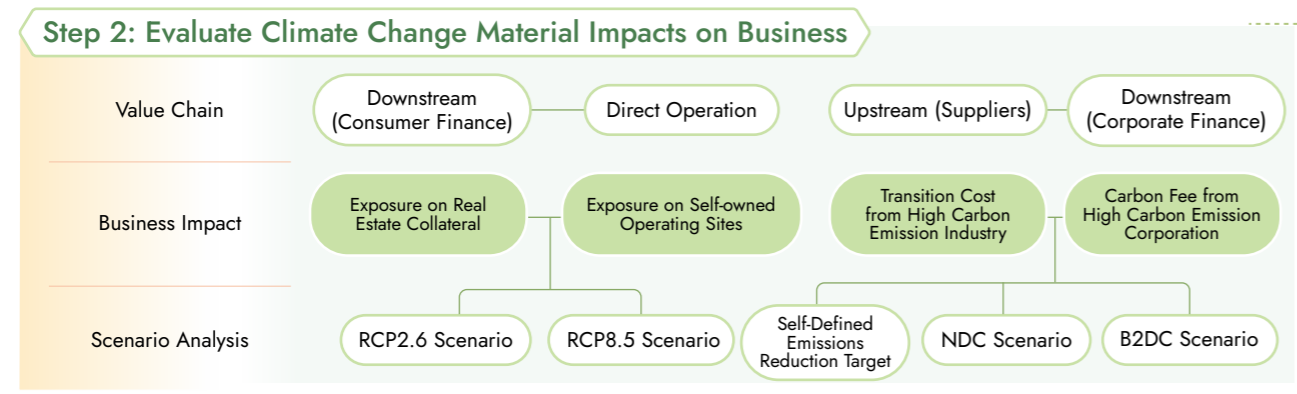 Step 2: Evaluate Climate Change Material Impacts on Business
Value Chain
Downstream
(Consumer Finance)
Direct Operation
Upstream (Suppliers)
Downstream
(Corporate Finance)
Business Impact
Exposure on Real
Estate Collateral
Exposure on Self-owned
Operating Sites
Transition Cost
from High Carbon
Emission Industry
Carbon Fee from
High Carbon Emission
Corporation
Scenario Analysis
RCP2.6 Scenario
RCP8.5 Scenario
Self-Defined
Emissions
Reduction Target
NDC Scenario
B2DC Scenario